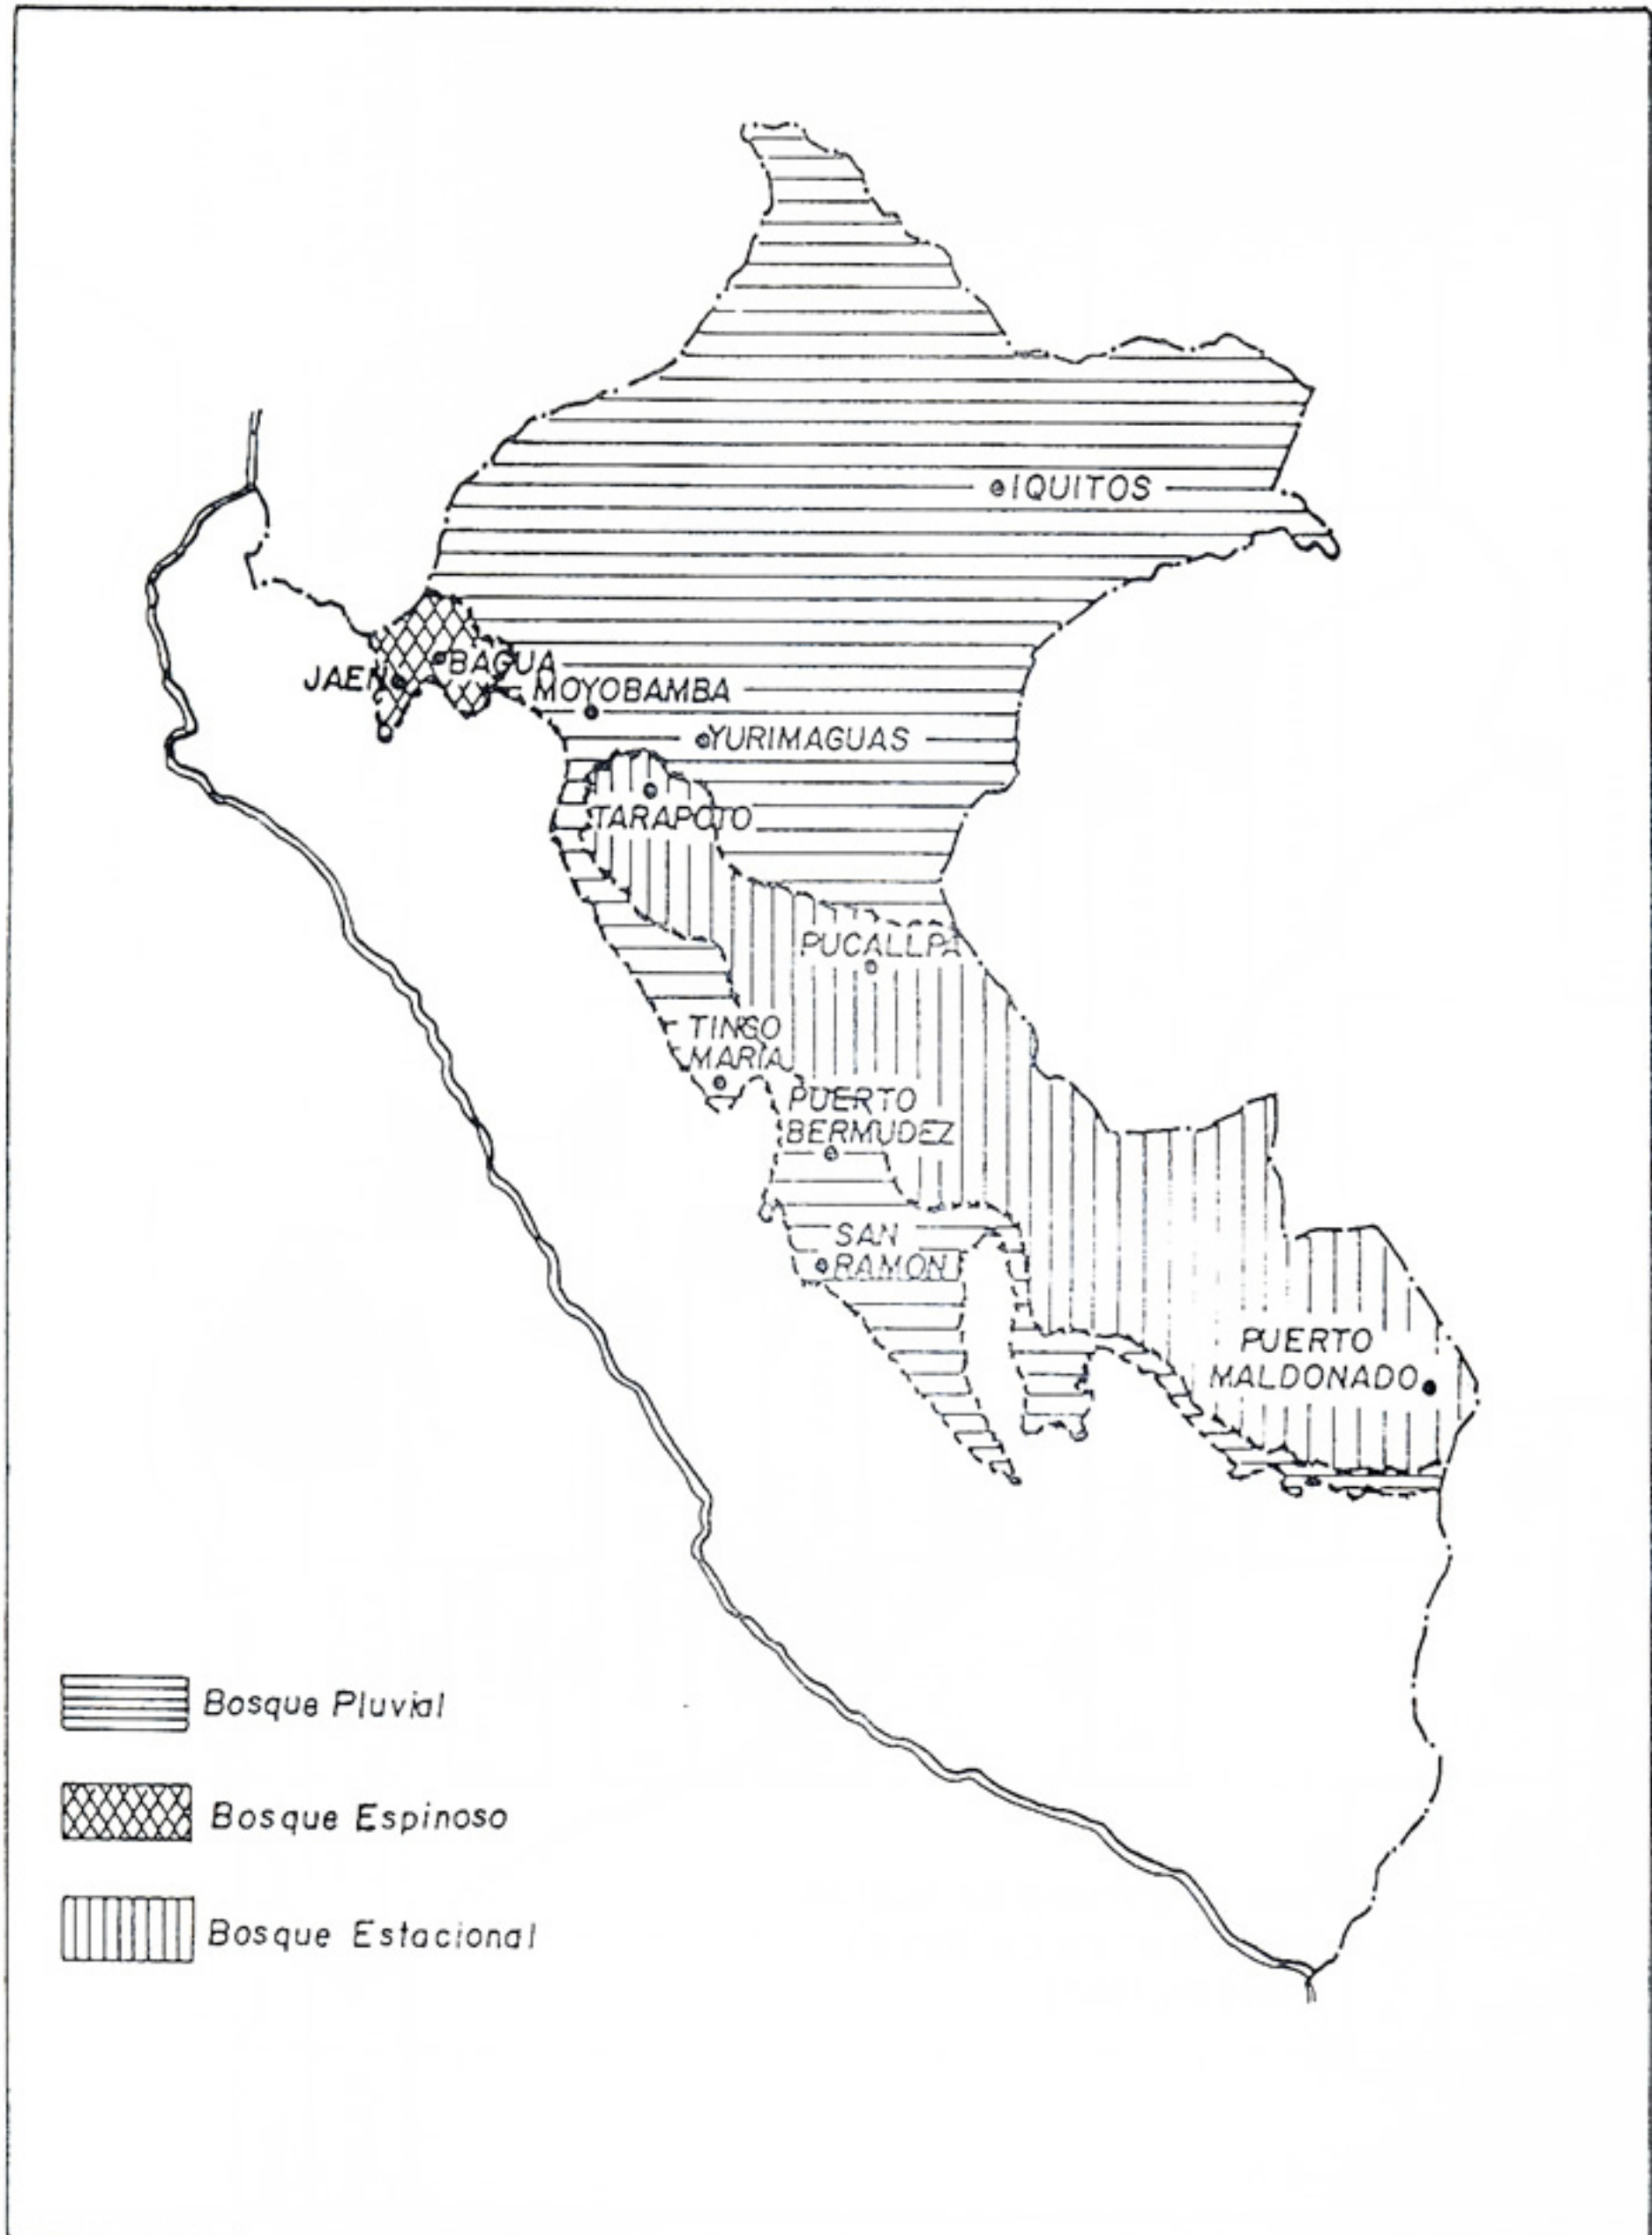 IQUITOS
BAGUA
JAEN
MOYOBAMBA
YURIMAGUAS
TARAPOTO
PUCALLPA
TINGO
MARIA
PUERTO
BERMUDEZ
SAN
RAMON
PUERTO
MALDONADO
Bosque Pluvial
Bosque Espinoso
Bosque Estacional